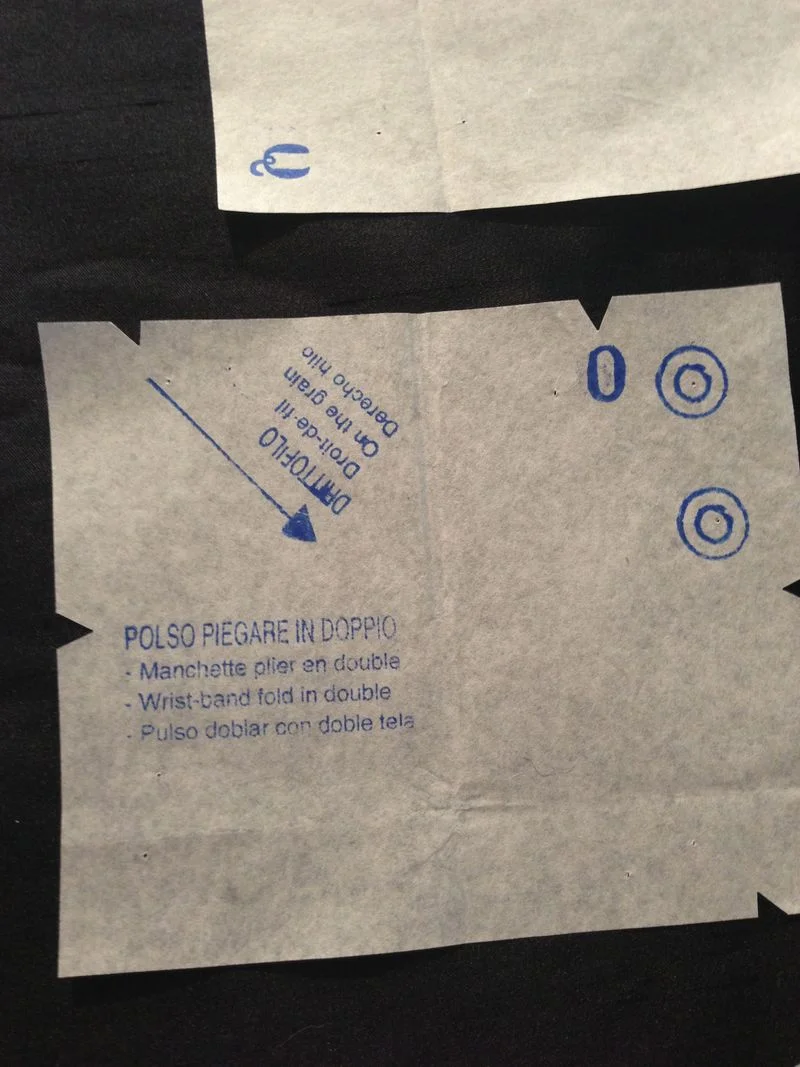 O
DRITTOFILO
Droit-de-fil
On the grain
Derecho hilo
POLSO PIEGARE IN DOPPIO
- Manchette plier en double
- Wrist-band fold in double
- Pulso doblar con doble tela